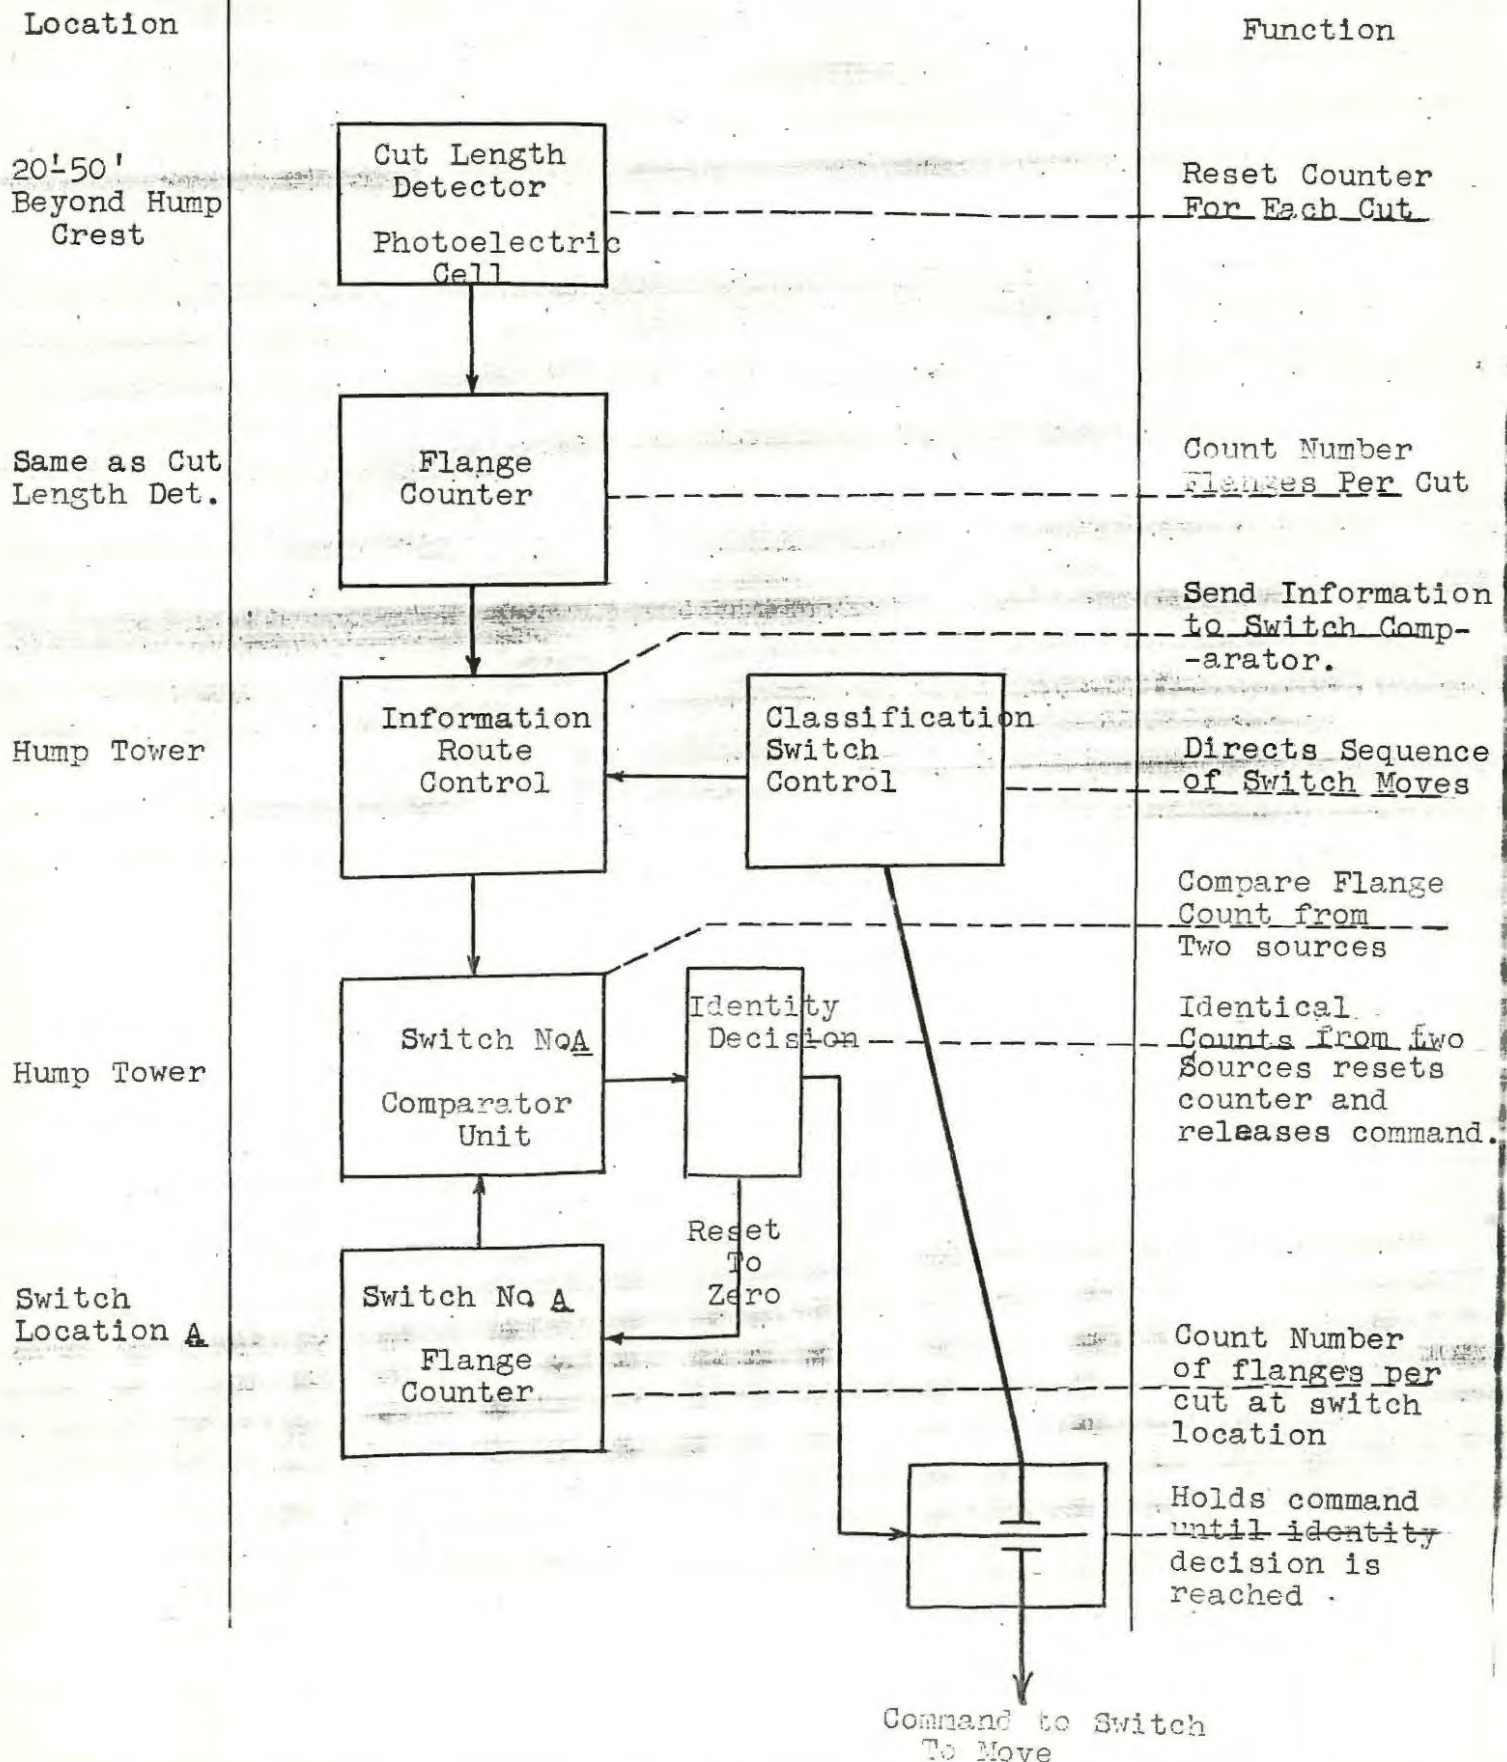 Location
Function
20'-50'
Beyond Hump
Crest
Cut Length
Detector
Photoelectric
Cell
Reset Counter
For Each Cut
Same as Cut
Length Det.
Flange
Counter
Count Number
Flanges Per Cut
Send Information
to Switch Comp-
-arator.
Hump Tower
Information
Route
Control
Classification
Switch
Control
Directs Sequence
of Switch Moves
Compare Flange
Count from
Two sources
Hump Tower
Switch No A
Comparator
Unit
Identity
Decision
Identical
Counts from two
Sources resets
counter and
releases command.
Reset
To
Zero
Switch
Location A
Switch No A
Flange
Counter
Count Number
of flanges per
cut at switch
location
Holds command
until identity
decision is
reached
Command to Switch
To Move